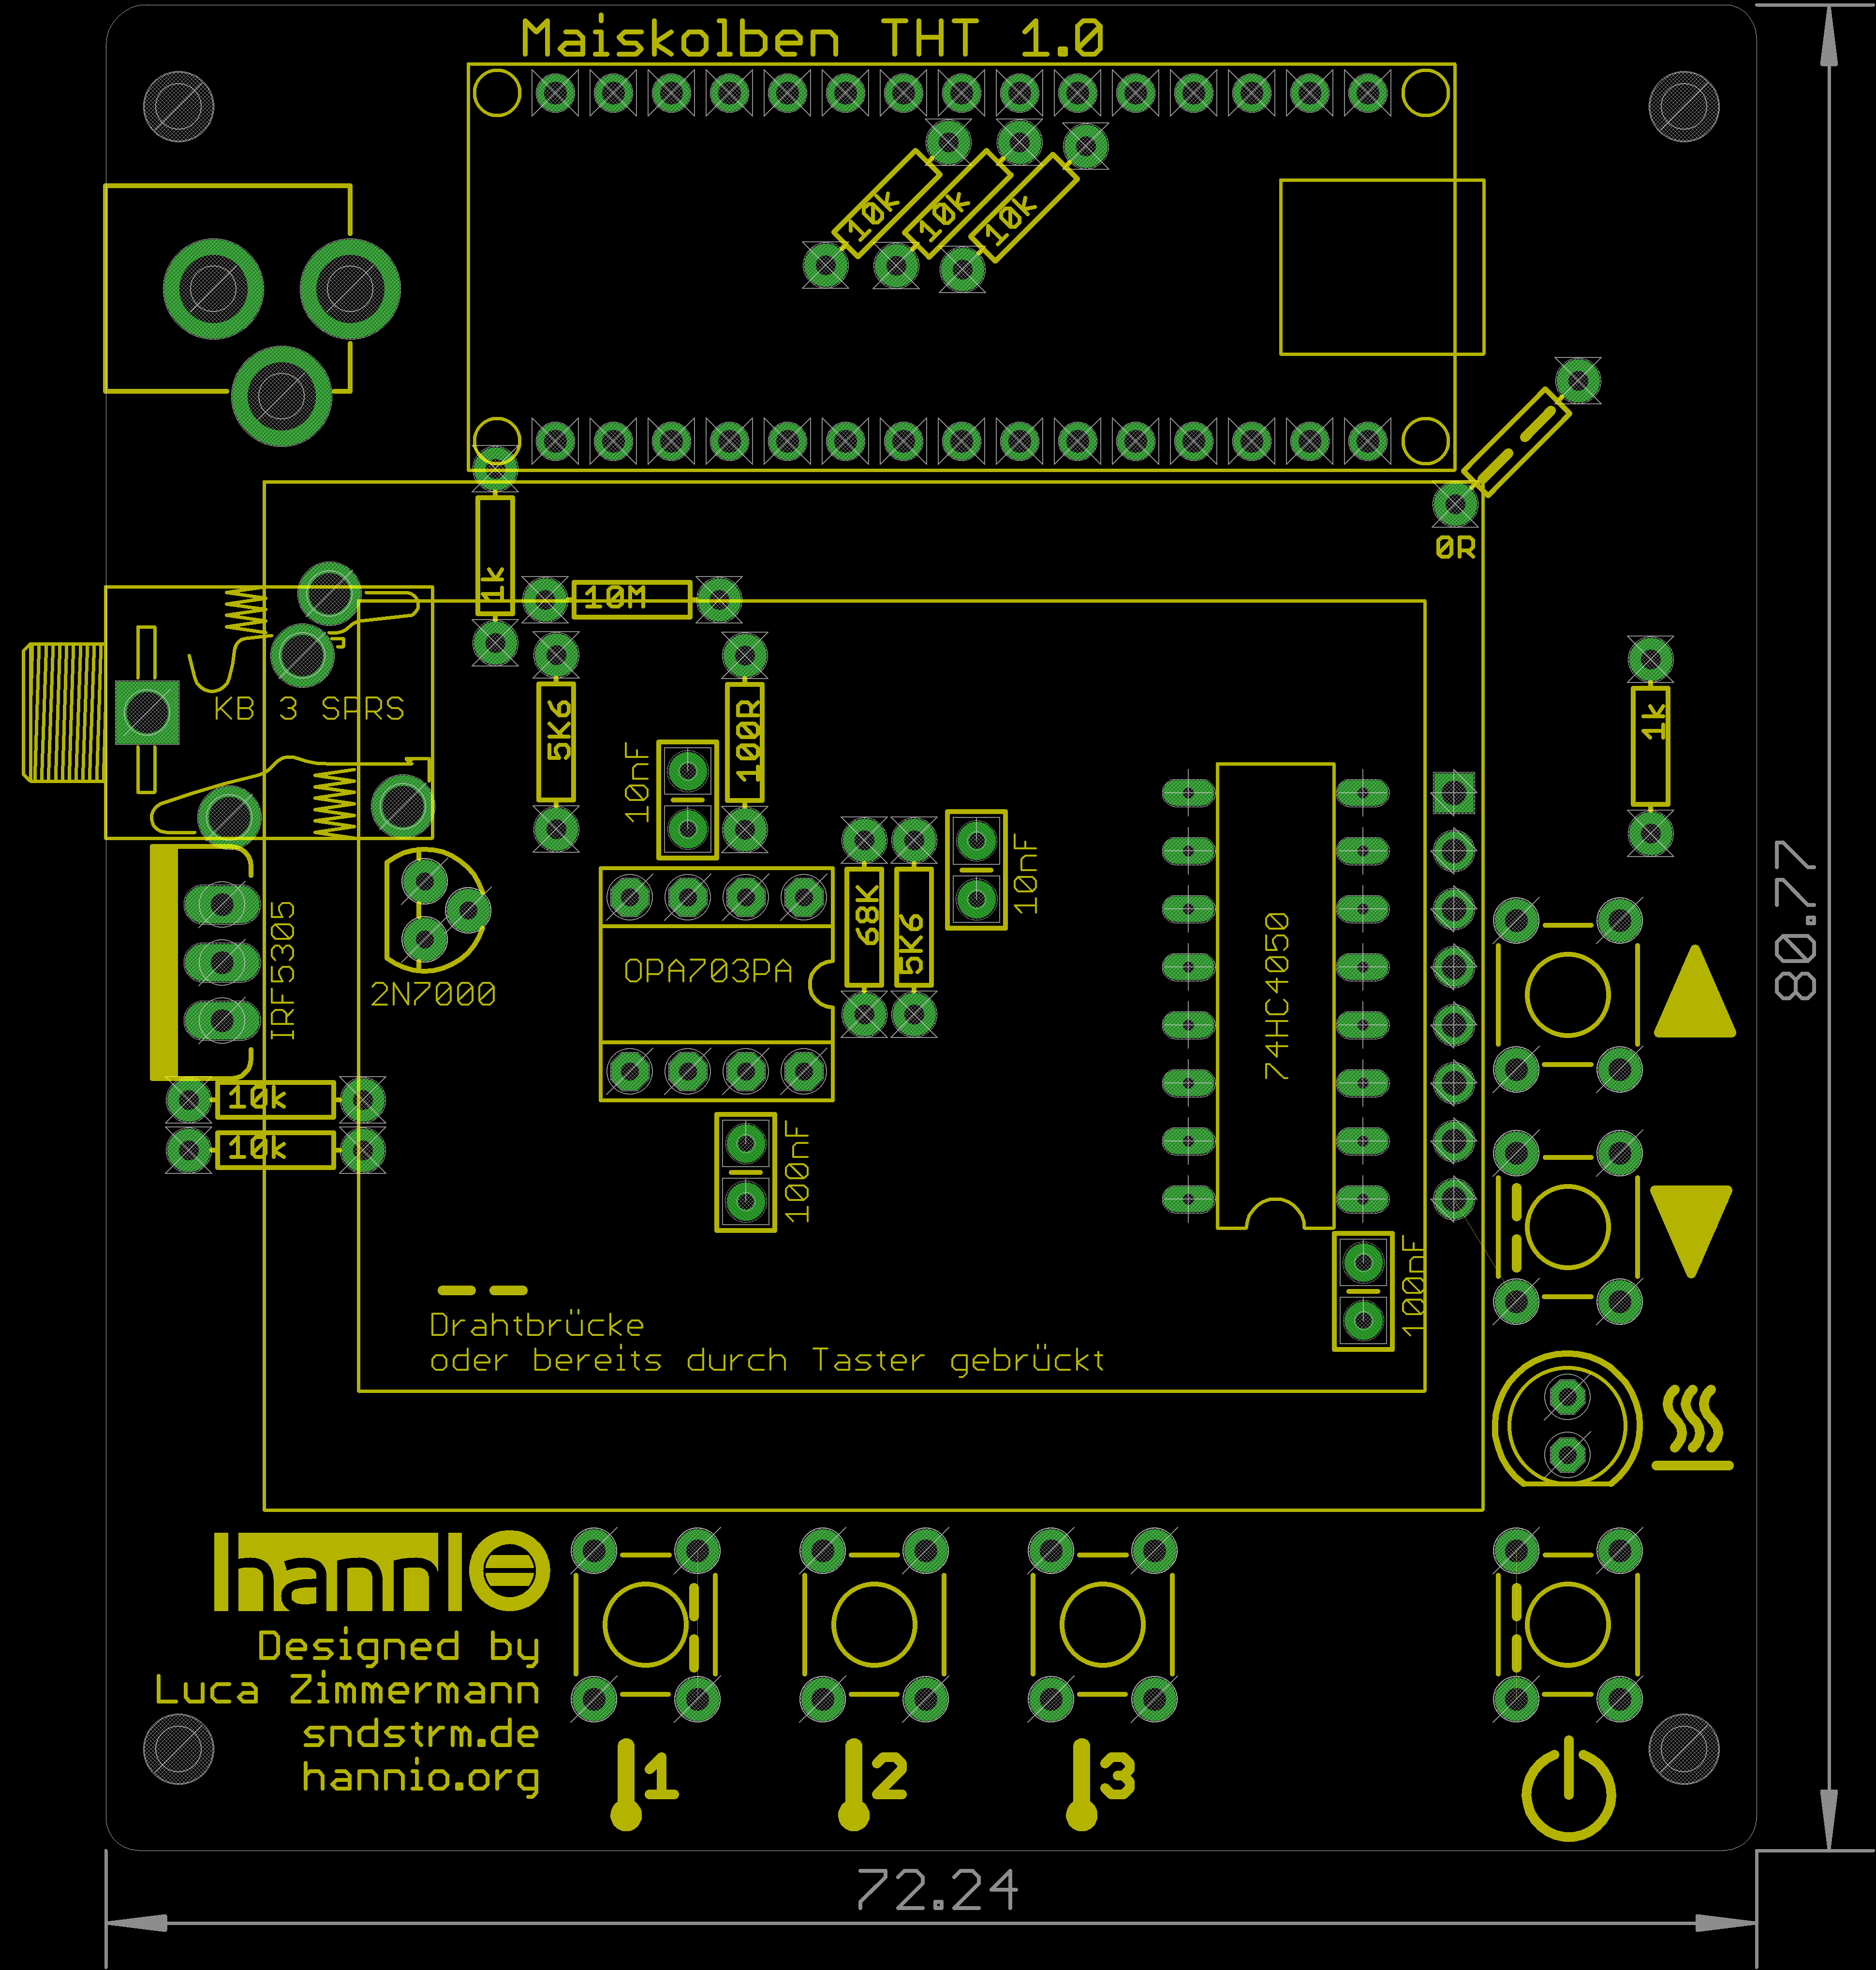 Maiskolben THT 1.0
10k
10k
10k
0R
1k
10M
KB 3 SPRS
5K6
100R
10nF
1k
10nF
68K
5K6
IRF5305
2N7000
OPA703PA
74HC4050
80.77
10k
10k
100nF
100nF
Drahtbrücke
oder bereits durch Taster gebrückt
hannIO
Designed by
Luca Zimmermann
sndstrm.de
hannio.org
1
2
3
72.24